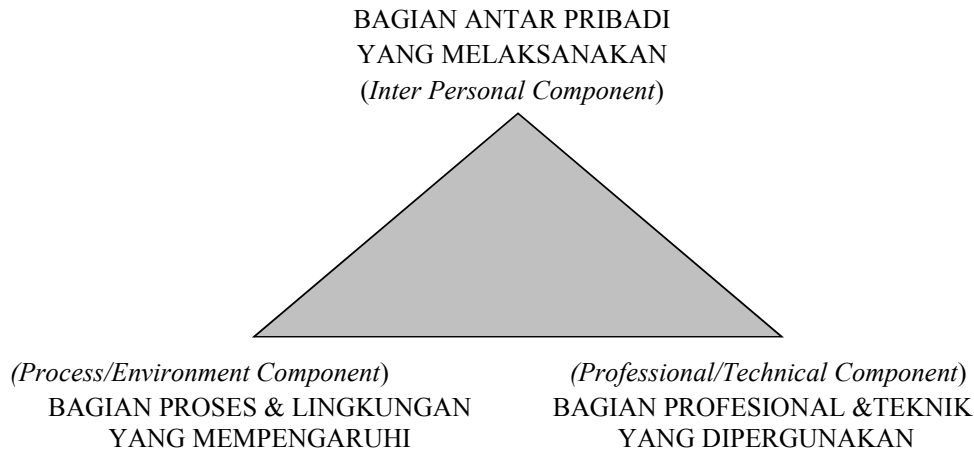 BAGIAN ANTAR PRIBADI
YANG MELAKSANAKAN
(Inter Personal Component)
(Process/Environment Component)
BAGIAN PROSES & LINGKUNGAN
YANG MEMPENGARUHI
(Professional/Technical Component)
BAGIAN PROFESIONAL &TEKNIK
YANG DIPERGUNAKAN